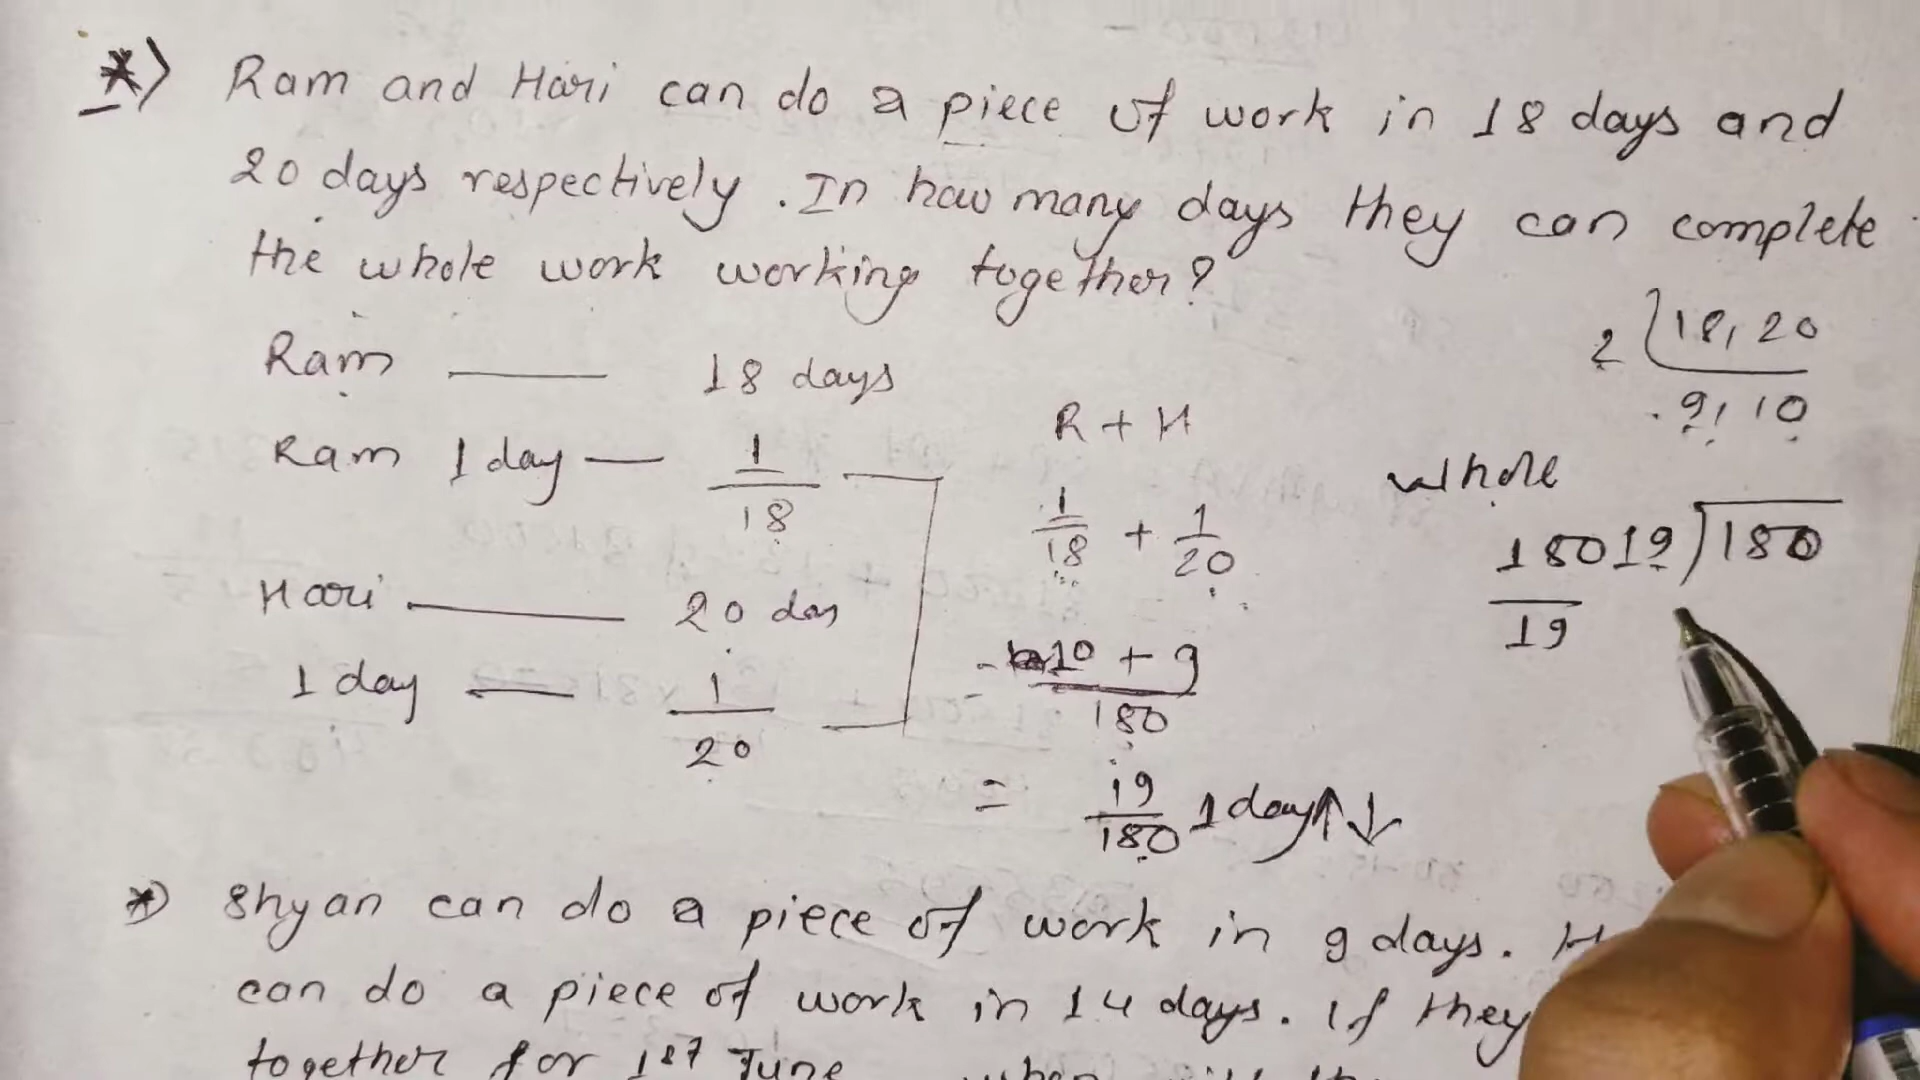 *) Ram and Hari can do a piece of work in 18 days and
20 days respectively. In how many days they can complete
the whole work working together?
2 18, 20
9, 10
Ram — 18 days
Ram 1 day — 1/18
Hari — 20 day
1 day — 1/20
R + H
1/18 + 1/20
10 + 9
180
= 19/180 1 day ↑ ↓
whole
180/19
19)180
*) Shyan can do a piece of work in 9 days. H
can do a piece of work in 14 days. If they
together for 1st June